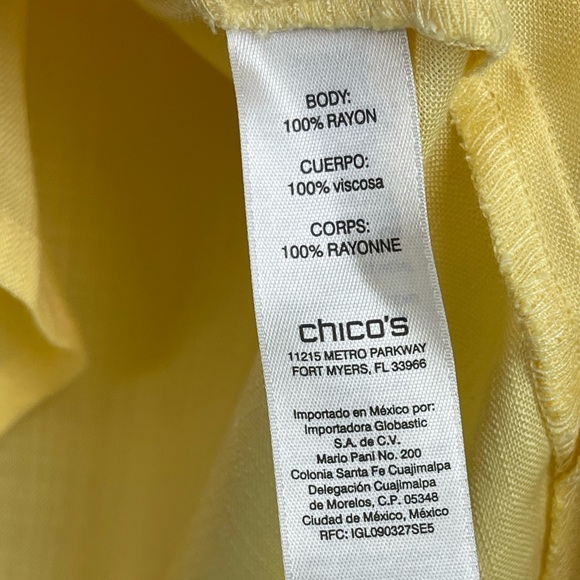 BODY:
100% RAYON
CUERPO:
100% viscosa
CORPS:
100% RAYONNE
chico's
11215 METRO PARKWAY
FORT MYERS, FL 33966
Importado en México por:
Importadora Globastic
S.A. de C.V.
Mario Pani No. 200
Colonia Santa Fe Cuajimalpa
Delegación Cuajimalpa
de Morelos, C.P. 05348
Ciudad de México, México
RFC: IGL090327SE5